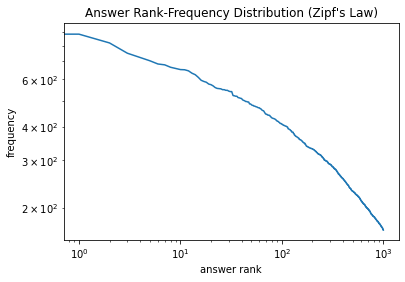 Answer Rank-Frequency Distribution (Zipf's Law)
frequency
6 × 10²
4 × 10²
3 × 10²
2 × 10²
10⁰ 10¹ 10² 10³
answer rank